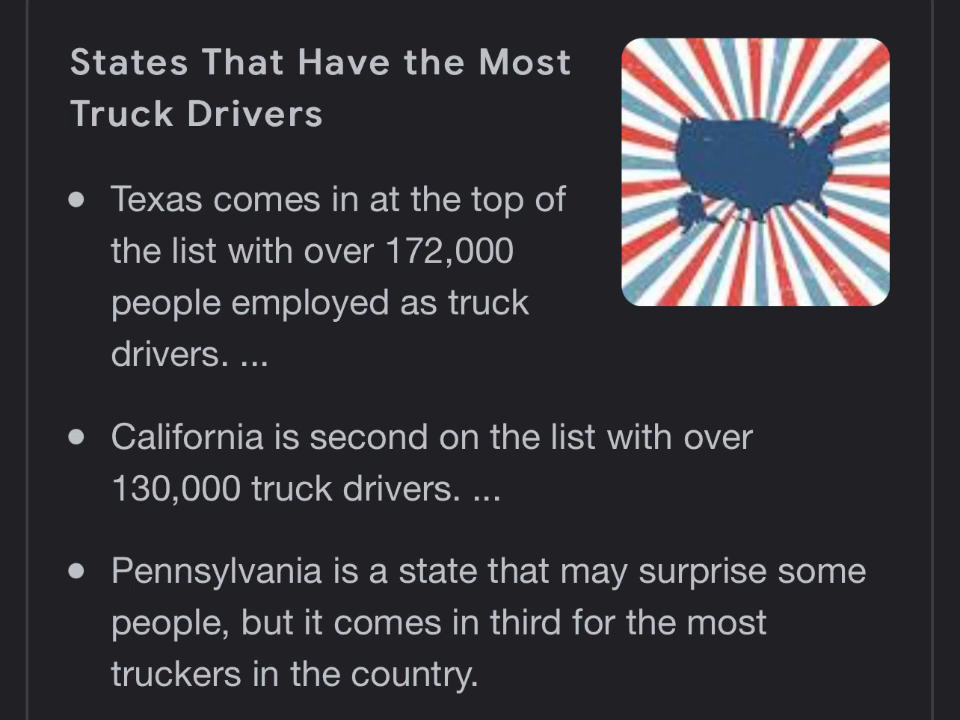 States That Have the Most
Truck Drivers
• Texas comes in at the top of
the list with over 172,000
people employed as truck
drivers. ...
• California is second on the list with over
130,000 truck drivers. ...
• Pennsylvania is a state that may surprise some
people, but it comes in third for the most
truckers in the country.